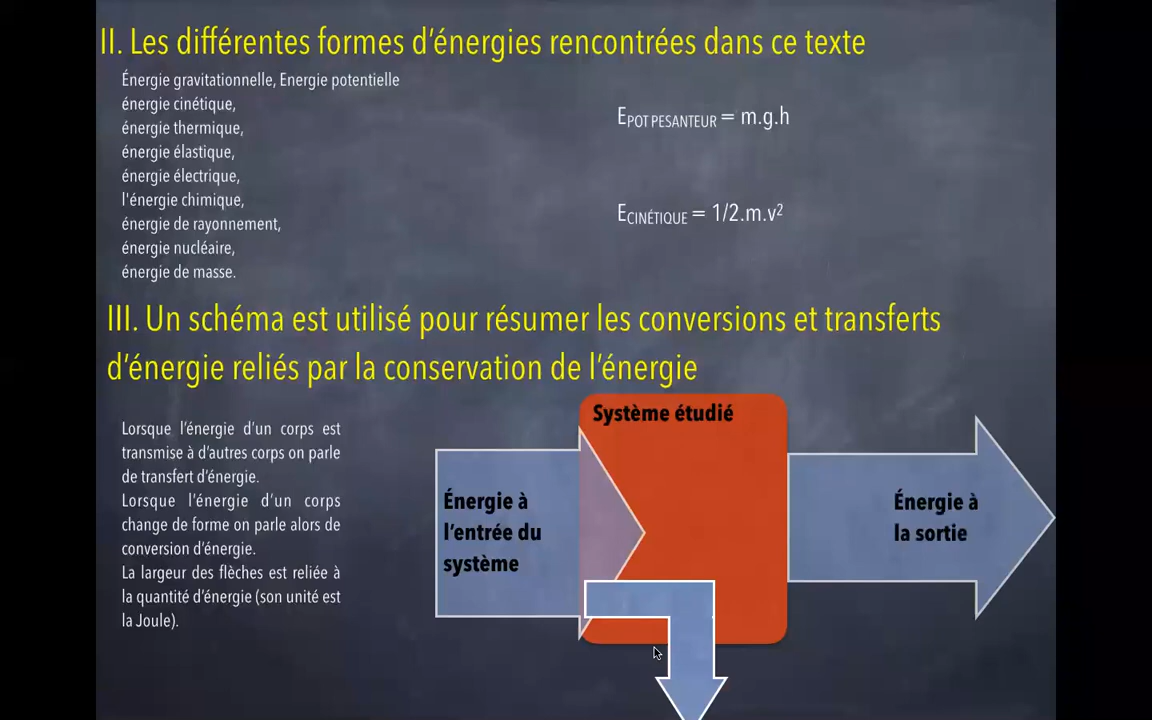 II. Les différentes formes d’énergies rencontrées dans ce texte
Énergie gravitationnelle, Energie potentielle
énergie cinétique,
énergie thermique,
énergie élastique,
énergie électrique,
l'énergie chimique,
énergie de rayonnement,
énergie nucléaire,
énergie de masse.
E POT PESANTEUR = m.g.h
E CINÉTIQUE = 1/2.m.v²
III. Un schéma est utilisé pour résumer les conversions et transferts
d’énergie reliés par la conservation de l’énergie
Lorsque l’énergie d’un corps est
transmise à d’autres corps on parle
de transfert d’énergie.
Lorsque l’énergie d’un corps
change de forme on parle alors de
conversion d’énergie.
La largeur des flèches est reliée à
la quantité d’énergie (son unité est
la Joule).
Système étudié
Énergie à
l’entrée du
système
Énergie à
la sortie